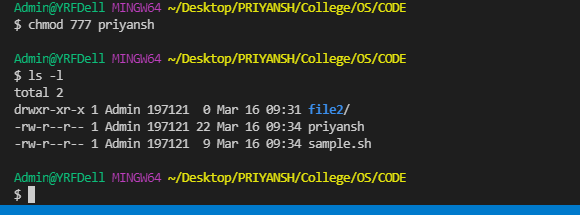 Admin@YRFDell MINGW64 ~/Desktop/PRIYANSH/College/OS/CODE
$ chmod 777 priyansh
Admin@YRFDell MINGW64 ~/Desktop/PRIYANSH/College/OS/CODE
$ ls -l
total 2
drwxr-xr-x 1 Admin 197121  0 Mar 16 09:31 file2/
-rw-r--r-- 1 Admin 197121 22 Mar 16 09:34 priyansh
-rw-r--r-- 1 Admin 197121  9 Mar 16 09:34 sample.sh
Admin@YRFDell MINGW64 ~/Desktop/PRIYANSH/College/OS/CODE
$